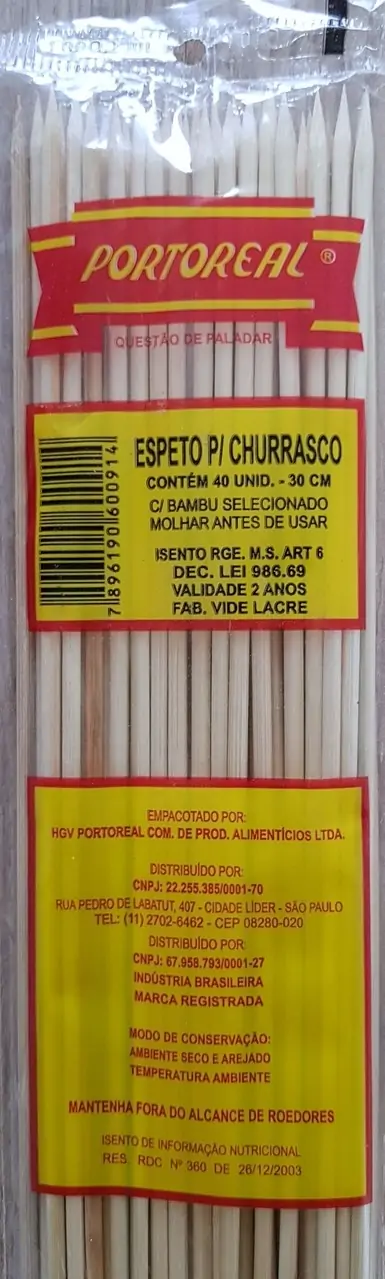 PORTOREAL ®
QUESTÃO DE PALADAR
ESPETO P/ CHURRASCO
CONTÉM 40 UNID. - 30 CM
C/ BAMBU SELECIONADO
MOLHAR ANTES DE USAR
ISENTO RGE. M.S. ART 6
DEC. LEI 986.69
VALIDADE 2 ANOS
FAB. VIDE LACRE
7 896190 600914
EMPACOTADO POR:
HGV PORTOREAL COM. DE PROD. ALIMENTÍCIOS LTDA.
DISTRIBUÍDO POR:
CNPJ: 22.255.385/0001-70
RUA PEDRO DE LABATUT, 407 - CIDADE LÍDER - SÃO PAULO
TEL: (11) 2702-6462 - CEP 08280-020
DISTRIBUÍDO POR:
CNPJ: 67.958.793/0001-27
INDÚSTRIA BRASILEIRA
MARCA REGISTRADA
MODO DE CONSERVAÇÃO:
AMBIENTE SECO E AREJADO
TEMPERATURA AMBIENTE
MANTENHA FORA DO ALCANCE DE ROEDORES
ISENTO DE INFORMAÇÃO NUTRICIONAL
RES. RDC Nº 360 DE 26/12/2003